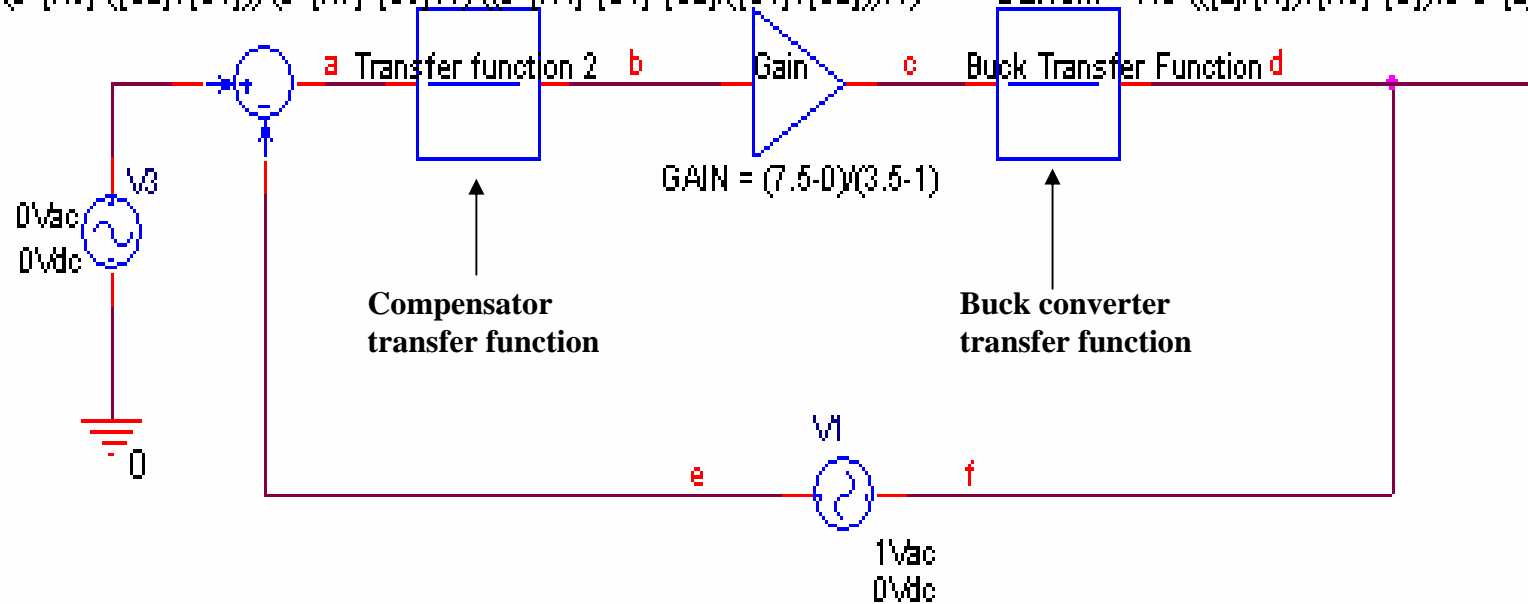 a Transfer function 2 b Gain c Buck Transfer Function d
GAIN = (7.5-0)/(3.5-1)
V3
0Vac
0Vdc
Compensator
transfer function
Buck converter
transfer function
0
V1
e f
1Vac
0Vdc